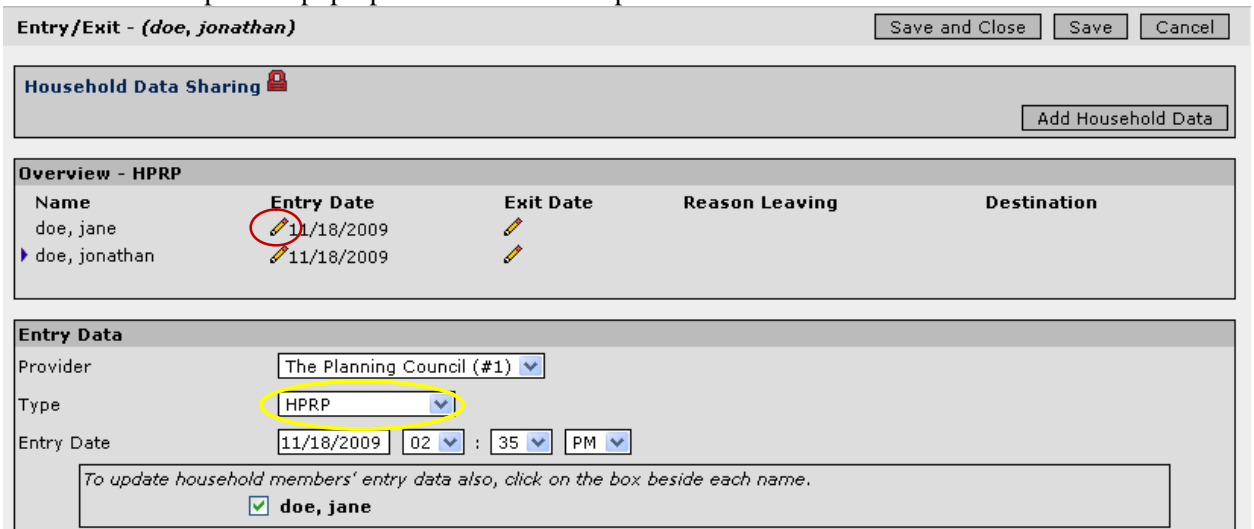 Entry/Exit - (doe, jonathan) Save and Close Save Cancel
Household Data Sharing
Add Household Data
Overview - HPRP
Name Entry Date Exit Date Reason Leaving Destination
doe, jane 11/18/2009
doe, jonathan 11/18/2009
Entry Data
Provider The Planning Council (#1)
Type HPRP
Entry Date 11/18/2009 02 : 35 PM
To update household members' entry data also, click on the box beside each name.
doe, jane